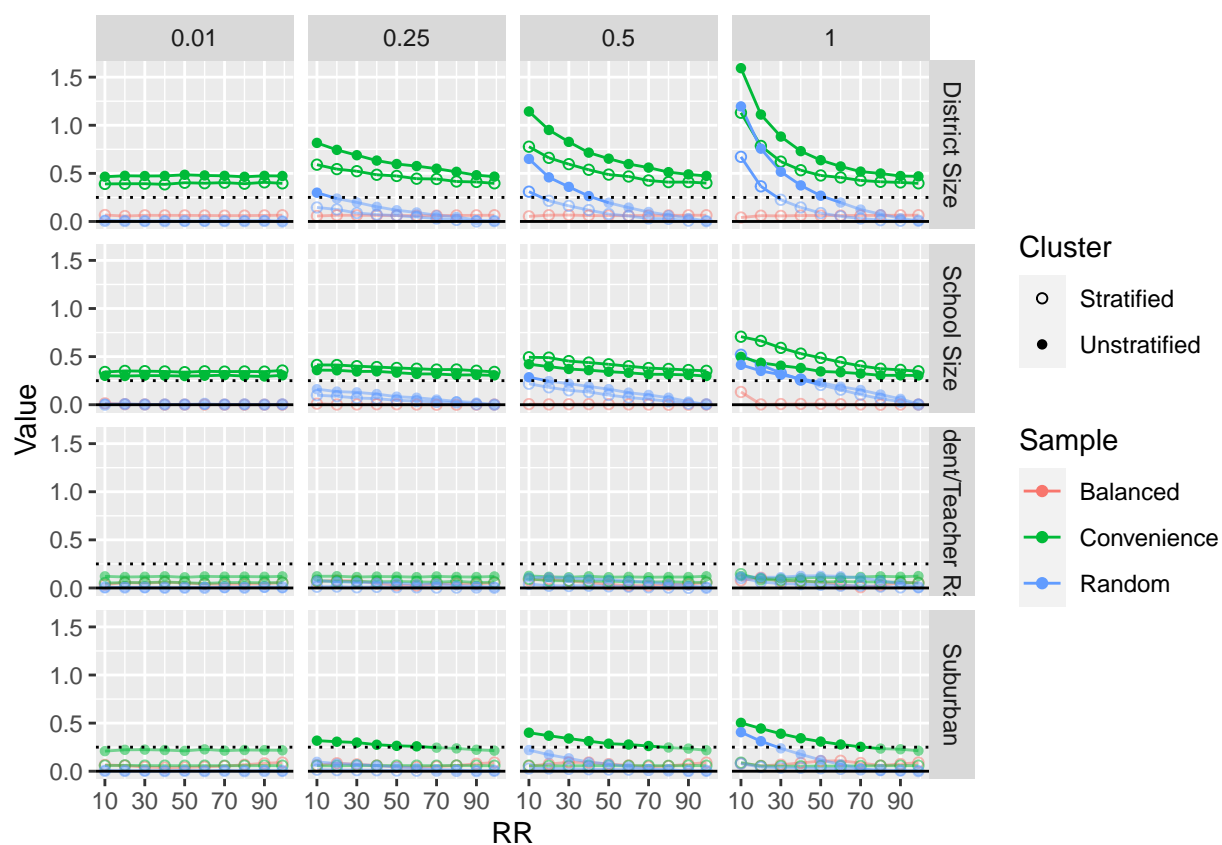 0.01 0.25 0.5 1
1.5
1.0
0.5
0.0
District Size
1.5
1.0
0.5
0.0
School Size
Cluster
Stratified
Unstratified
Value
1.5
1.0
0.5
0.0
dent/Teacher Ra
Sample
Balanced
Convenience
Random
1.5
1.0
0.5
0.0
Suburban
10 30 50 70 90 10 30 50 70 90 10 30 50 70 90 10 30 50 70 90
RR